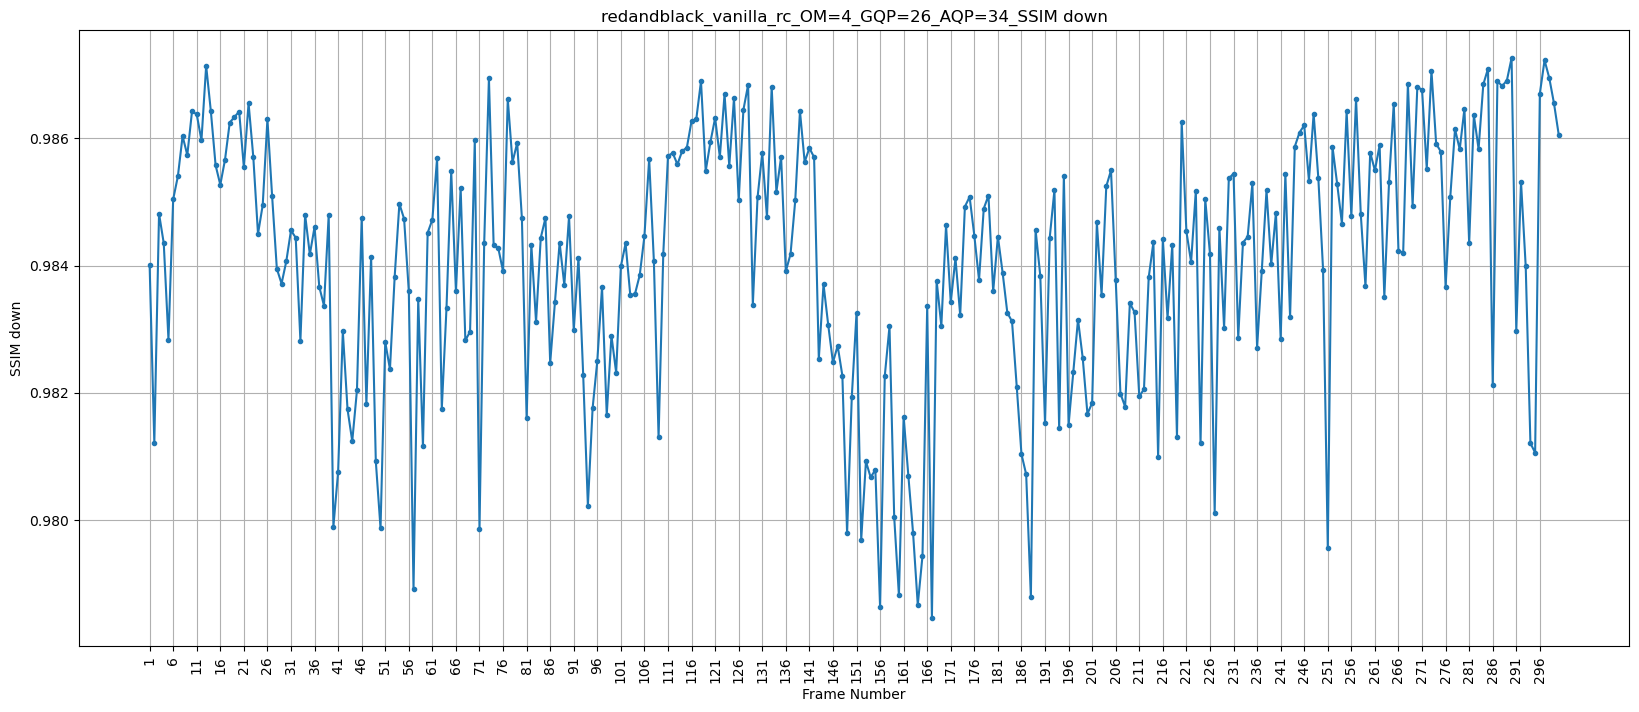 redandblack_vanilla_rc_OM=4_GQP=26_AQP=34_SSIM down
SSIM down
0.986
0.984
0.982
0.980
1 6 11 16 21 26 31 36 41 46 51 56 61 66 71 76 81 86 91 96 101 106 111 116 121 126 131 136 141 146 151 156 161 166 171 176 181 186 191 196 201 206 211 216 221 226 231 236 241 246 251 256 261 266 271 276 281 286 291 296
Frame Number